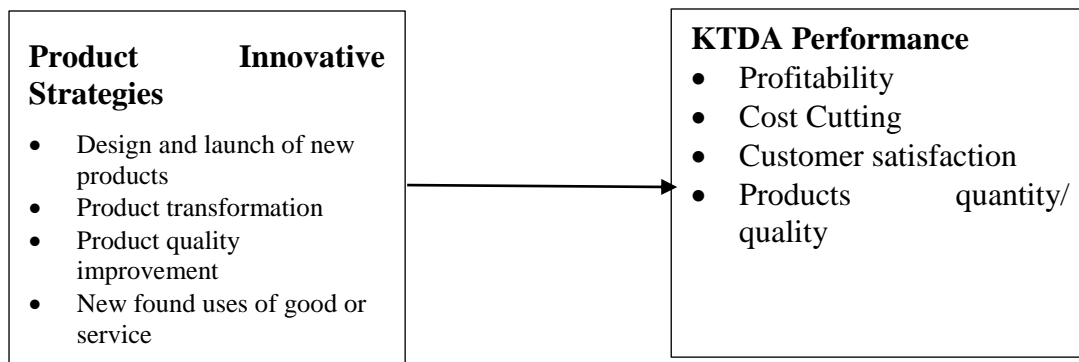 Product Innovative
Strategies
• Design and launch of new
products
• Product transformation
• Product quality
improvement
• New found uses of good or
service
KTDA Performance
• Profitability
• Cost Cutting
• Customer satisfaction
• Products quantity/
quality